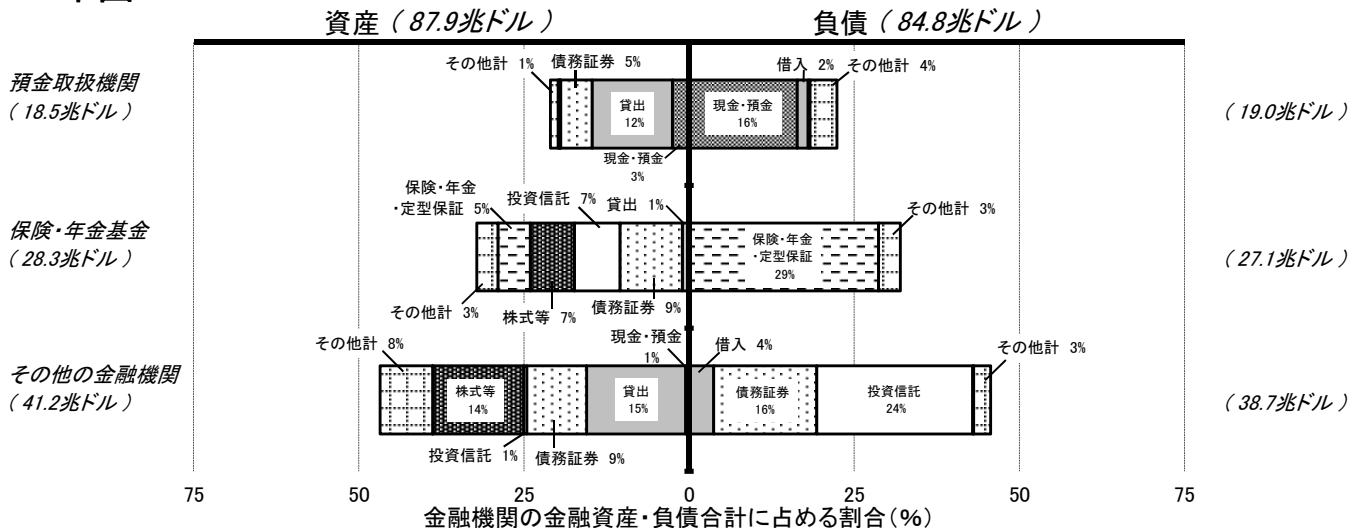 資産 ( 87.9兆ドル )
負債 ( 84.8兆ドル )
預金取扱機関
( 18.5兆ドル )
その他計 1%
債務証券 5%
貸出
12%
現金・預金
3%
現金・預金
16%
借入 2%
その他計 4%
( 19.0兆ドル )
保険・年金基金
( 28.3兆ドル )
保険・年金
・定型保証 5%
投資信託 7%
貸出 1%
その他計 3%
株式等 7%
債務証券 9%
保険・年金
・定型保証
29%
その他計 3%
( 27.1兆ドル )
その他の金融機関
( 41.2兆ドル )
その他計 8%
株式等
14%
投資信託 1%
債務証券 9%
貸出
15%
現金・預金
1%
借入 4%
債務証券
16%
投資信託
24%
その他計 3%
( 38.7兆ドル )
75 50 25 0 25 50 75
金融機関の金融資産・負債合計に占める割合(%)